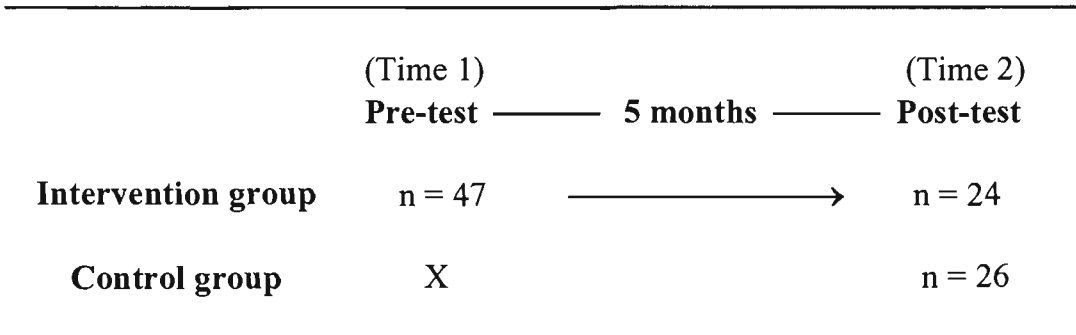 (Time 1) (Time 2)
Pre-test 5 months Post-test
Intervention group n = 47 n = 24
Control group X n = 26